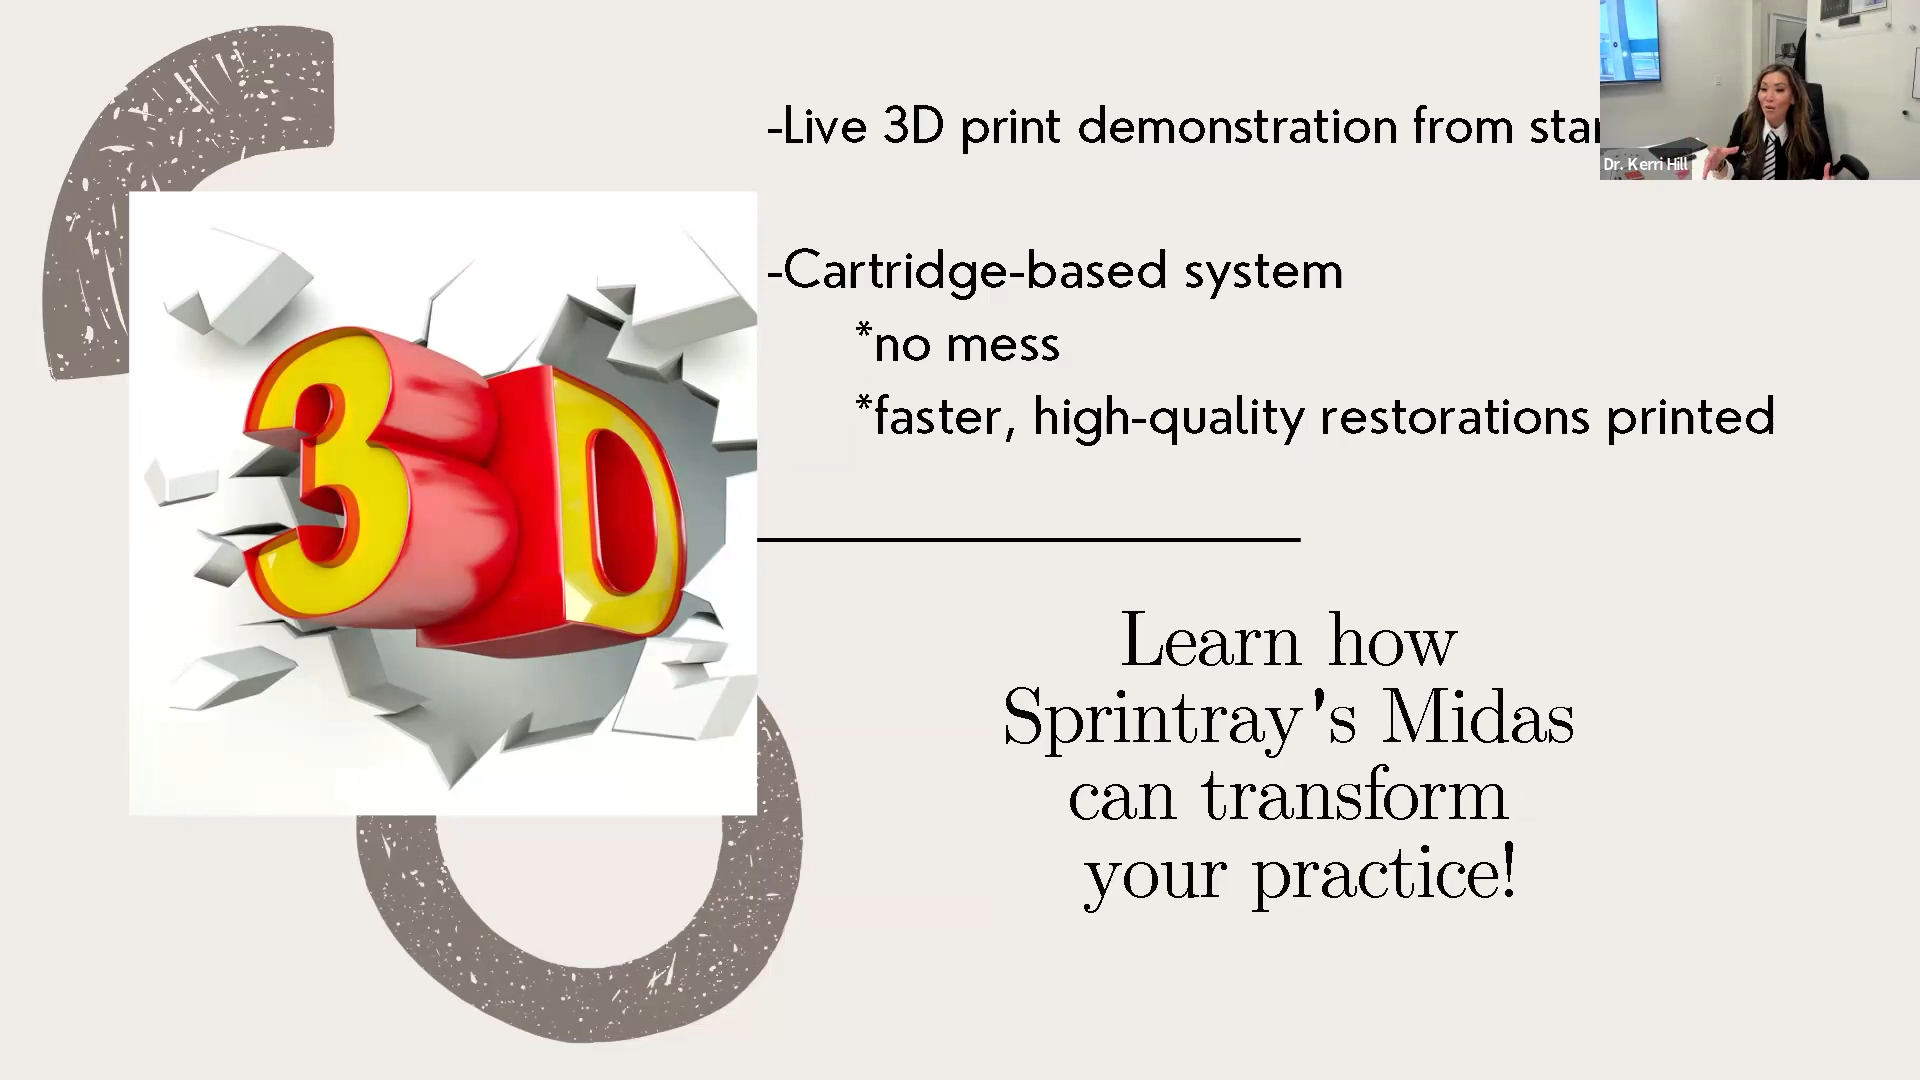 -Live 3D print demonstration from
Dr. Kerri Hill
-Cartridge-based system
*no mess
*faster, high-quality restorations printed
3D
Learn how
Sprintray's Midas
can transform
your practice!